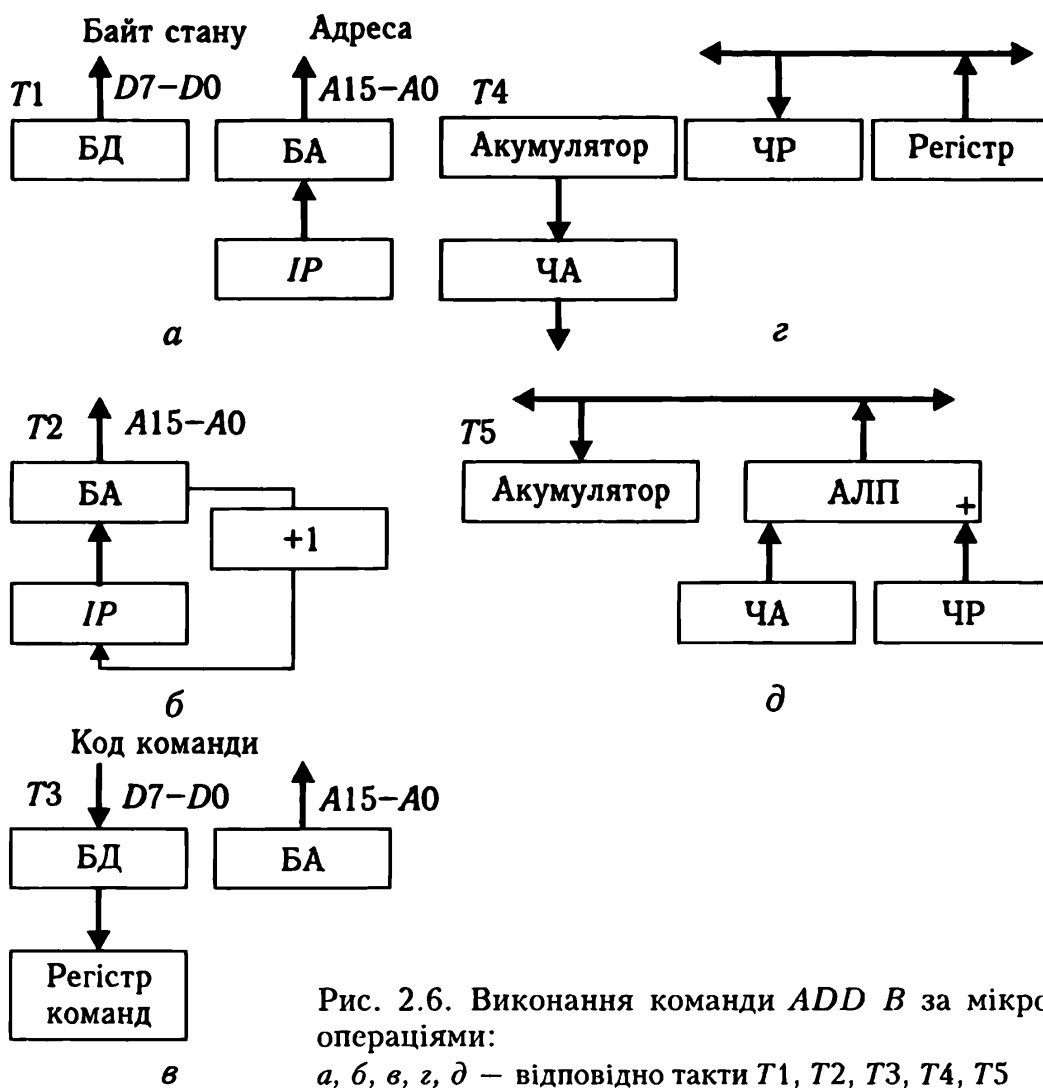 Байт стану Адреса
T1 D7–D0 A15–A0 T4
БД БА Акумулятор ЧР Регістр
IP ЧА
а г
T2 A15–A0 T5
БА Акумулятор АЛП +
+1
IP ЧА ЧР
б д
Код команди
T3 D7–D0 A15–A0
БД БА
Регістр
команд
Рис. 2.6. Виконання команди ADD B за мікро
операціями:
в а, б, в, г, д — відповідно такти T1, T2, T3, T4, T5